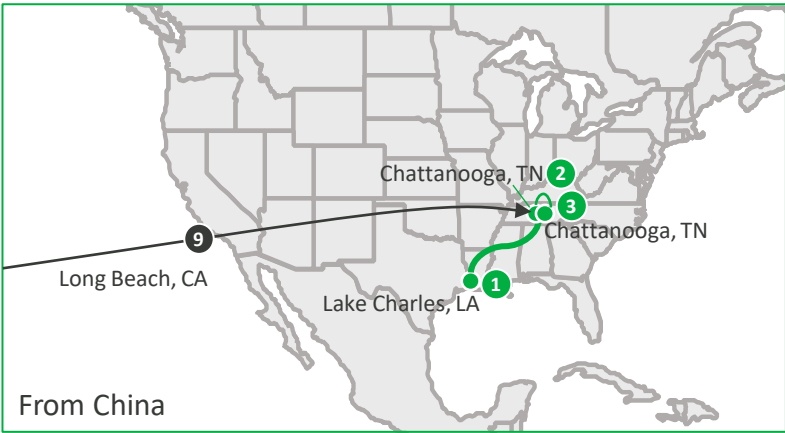 Chattanooga, TN 2
3
Chattanooga, TN
9
Long Beach, CA
1
Lake Charles, LA
From China